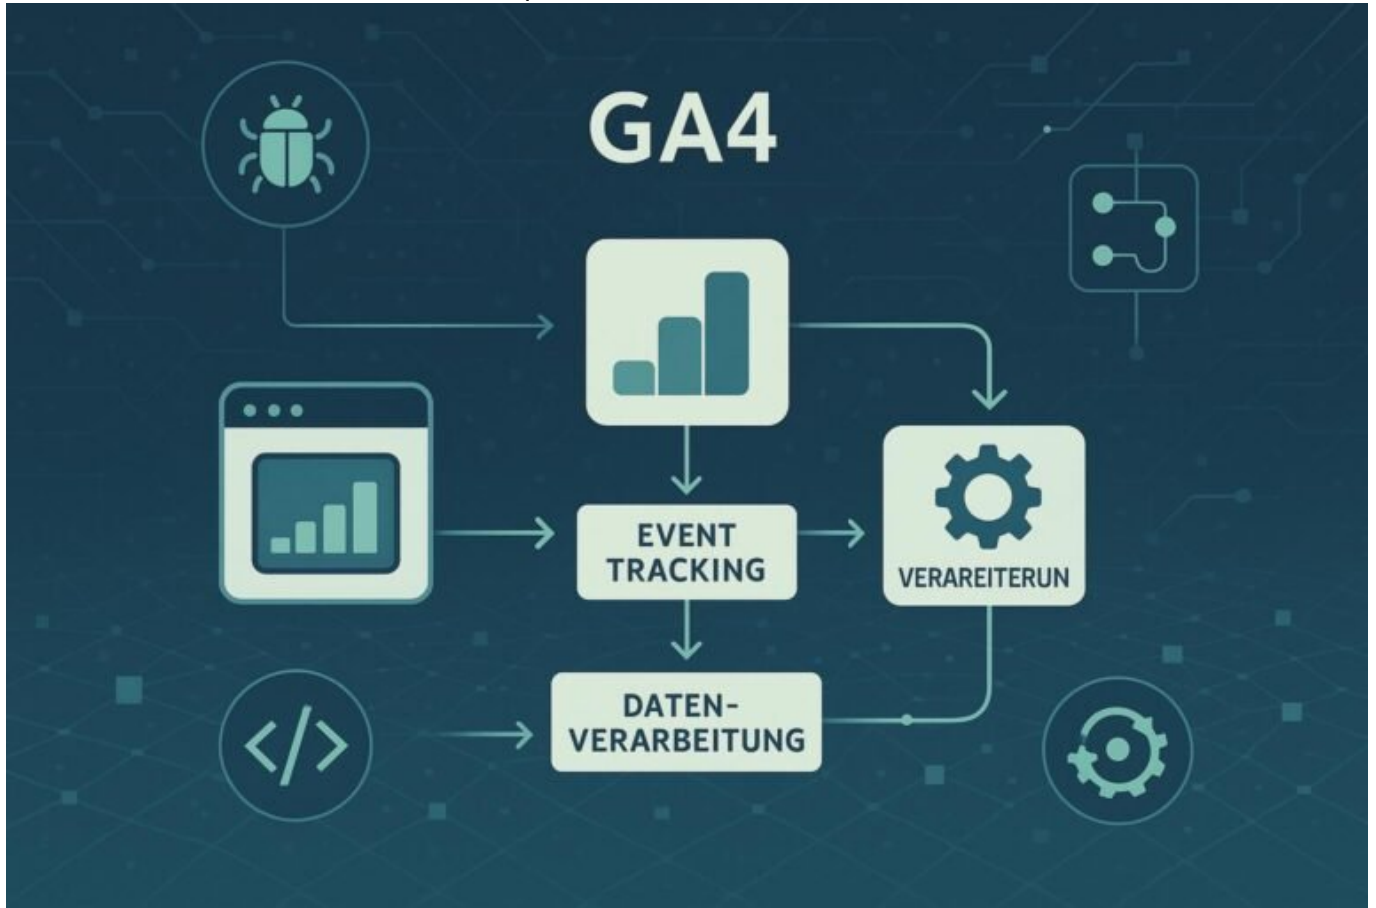 GA4
EVENT
TRACKING
VERAREITERUN
DATEN-
VERARBEITUNG